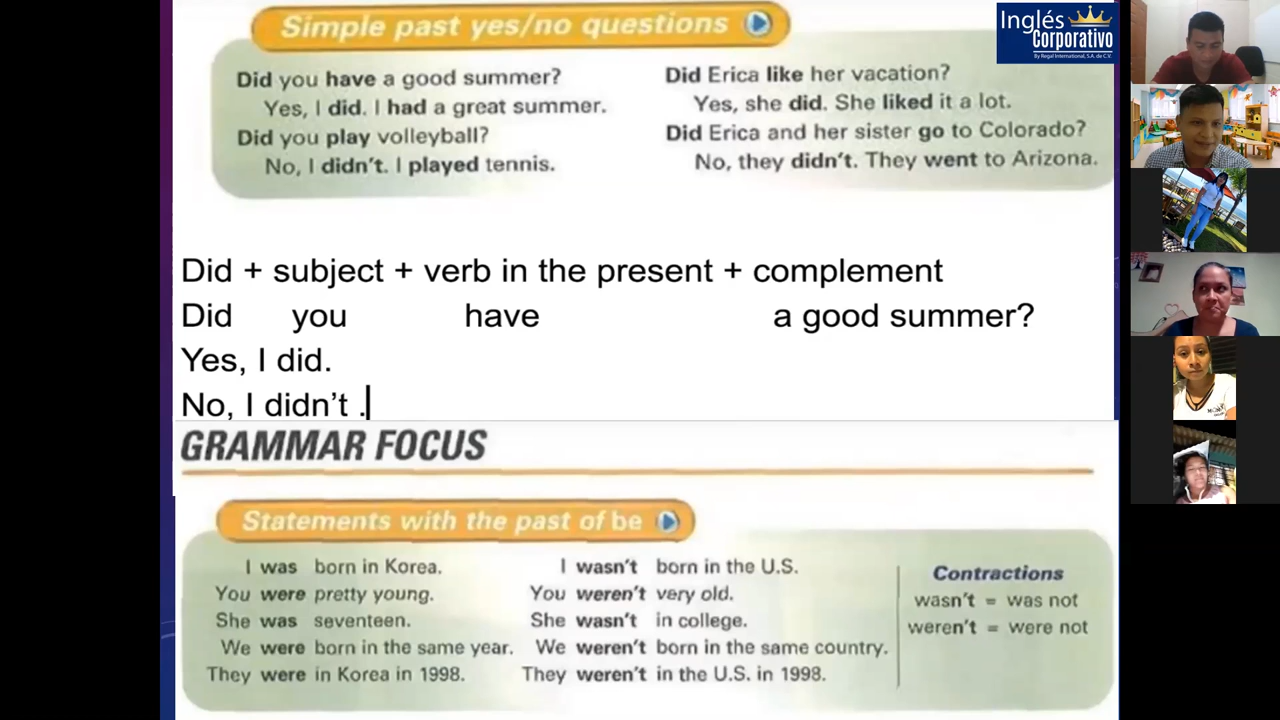 Simple past yes/no questions
Did you have a good summer?
Yes, I did. I had a great summer.
Did you play volleyball?
No, I didn't. I played tennis.
Did Erica like her vacation?
Yes, she did. She liked it a lot.
Did Erica and her sister go to Colorado?
No, they didn't. They went to Arizona.
Inglés
Corporativo
By Regal International, S.A. de C.V.
Did + subject + verb in the present + complement
Did you have a good summer?
Yes, I did.
No, I didn't .
GRAMMAR FOCUS
Statements with the past of be
I was born in Korea.
You were pretty young.
She was seventeen.
We were born in the same year.
They were in Korea in 1998.
I wasn't born in the U.S.
You weren't very old.
She wasn't in college.
We weren't born in the same country.
They weren't in the U.S. in 1998.
Contractions
wasn't = was not
weren't = were not